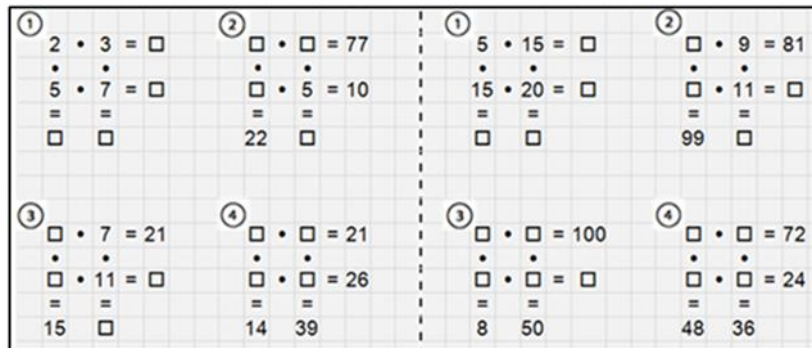 ① ② ① ②
2 • 3 = □ □ • □ = 77 5 • 15 = □ □ • 9 = 81
• • • • • • • •
5 • 7 = □ □ • 5 = 10 15 • 20 = □ □ • 11 = □
= = = = = = = =
□ □ 22 □ □ □ 99 □
③ ④ ③ ④
□ • 7 = 21 □ • □ = 21 □ • □ = 100 □ • □ = 72
• • • • • • • •
□ • 11 = □ □ • □ = 26 □ • □ = □ □ • □ = 24
= = = = = = = =
15 □ 14 39 8 50 48 36